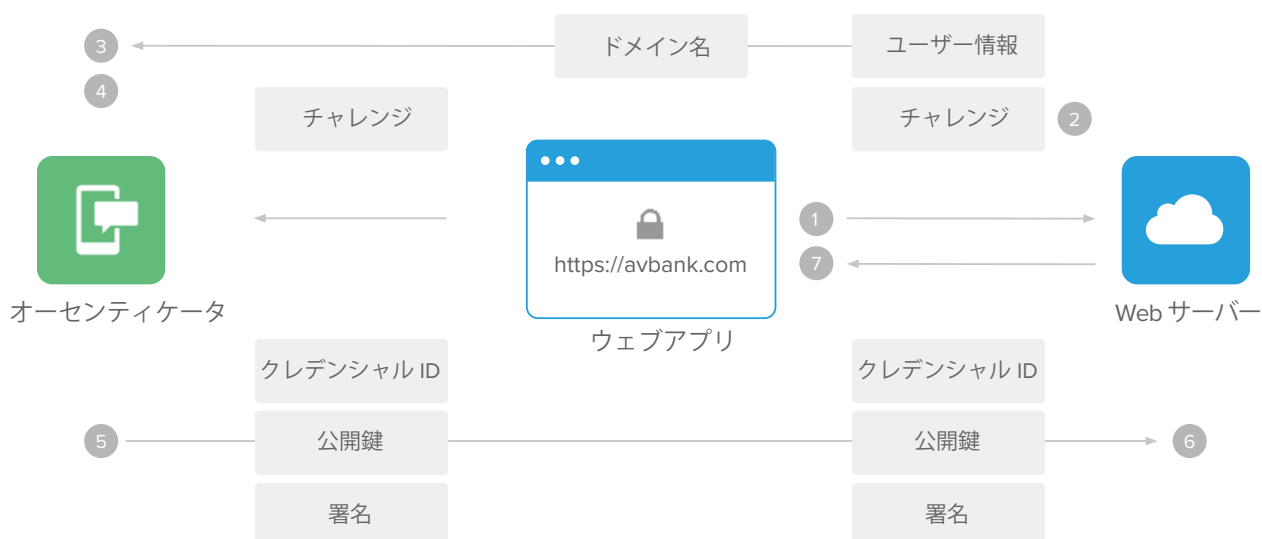 3
ドメイン名
ユーザー情報
4
チャレンジ
チャレンジ
2
https://avbank.com
1
7
オーセンティケータ
ウェブアプリ
Web サーバー
クレデンシャル ID
クレデンシャル ID
5
公開鍵
公開鍵
6
署名
署名